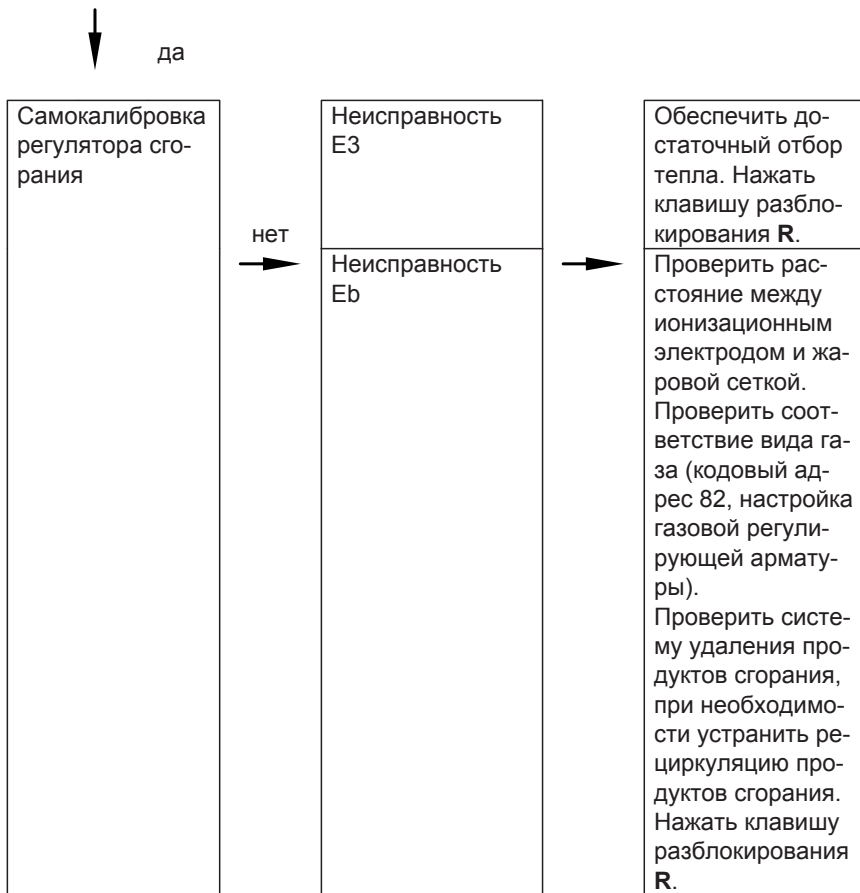 да
Самокалибровка
регулятора сго-
рания
нет
Неисправность
E3
Обеспечить до-
статочный отбор
тепла. Нажать
клавишу разбло-
кирования R.
Неисправность
Eb
Проверить рас-
стояние между
ионизационным
электродом и жа-
ровой сеткой.
Проверить соот-
ветствие вида га-
за (кодовый ад-
рес 82, настройка
газовой регули-
рующей армату-
ры).
Проверить систе-
му удаления про-
дуктов сгорания,
при необходимо-
сти устранить ре-
циркуляцию про-
дуктов сгорания.
Нажать клавишу
разблокирования
R.